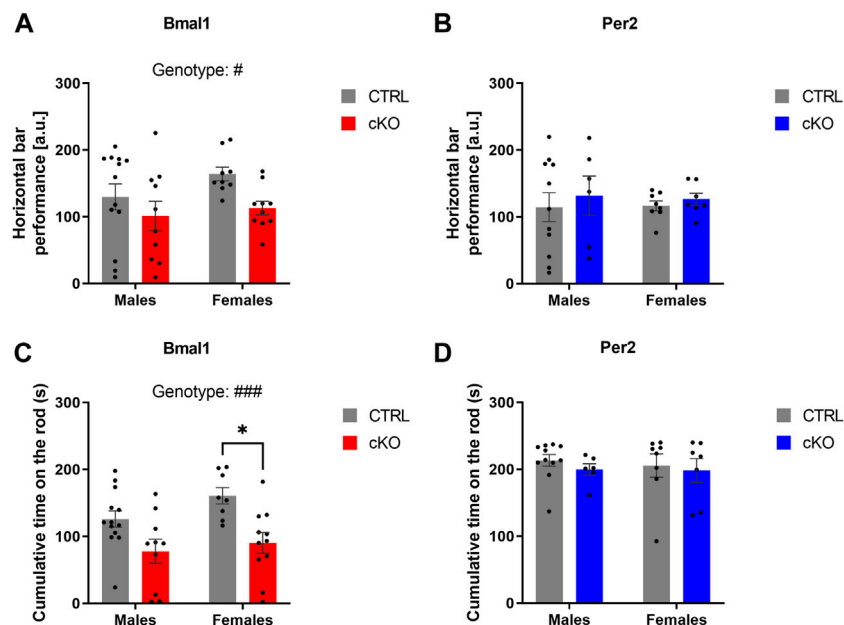 A
Bmal1
Genotype: #
Horizontal bar
performance [a.u.]
300
200
100
0
Males
Females
CTRL
cKO
B
Per2
Horizontal bar
performance [a.u.]
300
200
100
0
Males
Females
CTRL
cKO
C
Bmal1
Genotype: ###
Cumulative time on the rod (s)
300
200
100
0
*
Males
Females
CTRL
cKO
D
Per2
Cumulative time on the rod (s)
300
200
100
0
Males
Females
CTRL
cKO